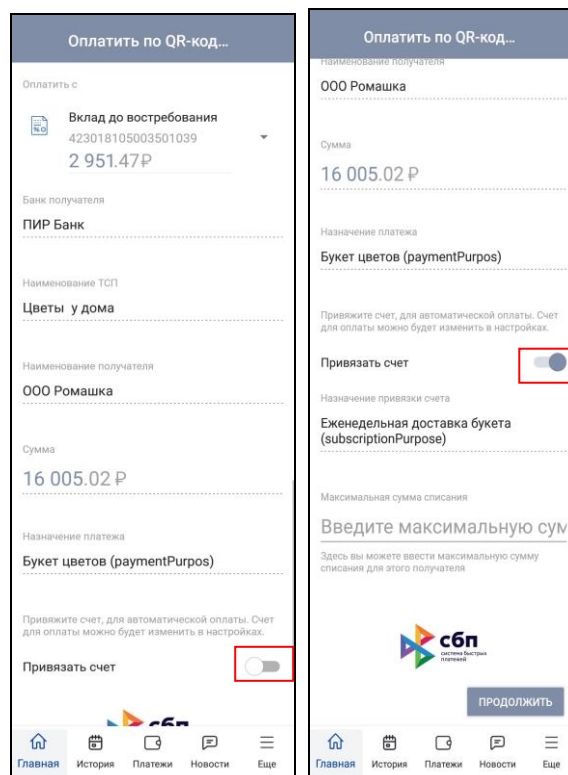 Оплатить по QR-код...
Оплатить с
Вклад до востребования
423018105003501039
2 951.47₽
Банк получателя
ПИР Банк
Наименование ТСП
Цветы у дома
Наименование получателя
ООО Ромашка
Сумма
16 005.02 ₽
Назначение платежа
Букет цветов (paymentPurpos)
Привяжите счет, для автоматической оплаты. Счет
для оплаты можно будет изменить в настройках.
Привязать счет
сбп
Главная История Платежи Новости Еще
Оплатить по QR-код...
Наименование получателя
ООО Ромашка
Сумма
16 005.02 ₽
Назначение платежа
Букет цветов (paymentPurpos)
Привяжите счет, для автоматической оплаты. Счет
для оплаты можно будет изменить в настройках.
Привязать счет
Назначение привязки счета
Еженедельная доставка букета
(subscriptionPurpose)
Максимальная сумма списания
Введите максимальную сум
Здесь вы можете ввести максимальную сумму
списания для этого получателя
сбп
система быстрых
платежей
ПРОДОЛЖИТЬ
Главная История Платежи Новости Еще